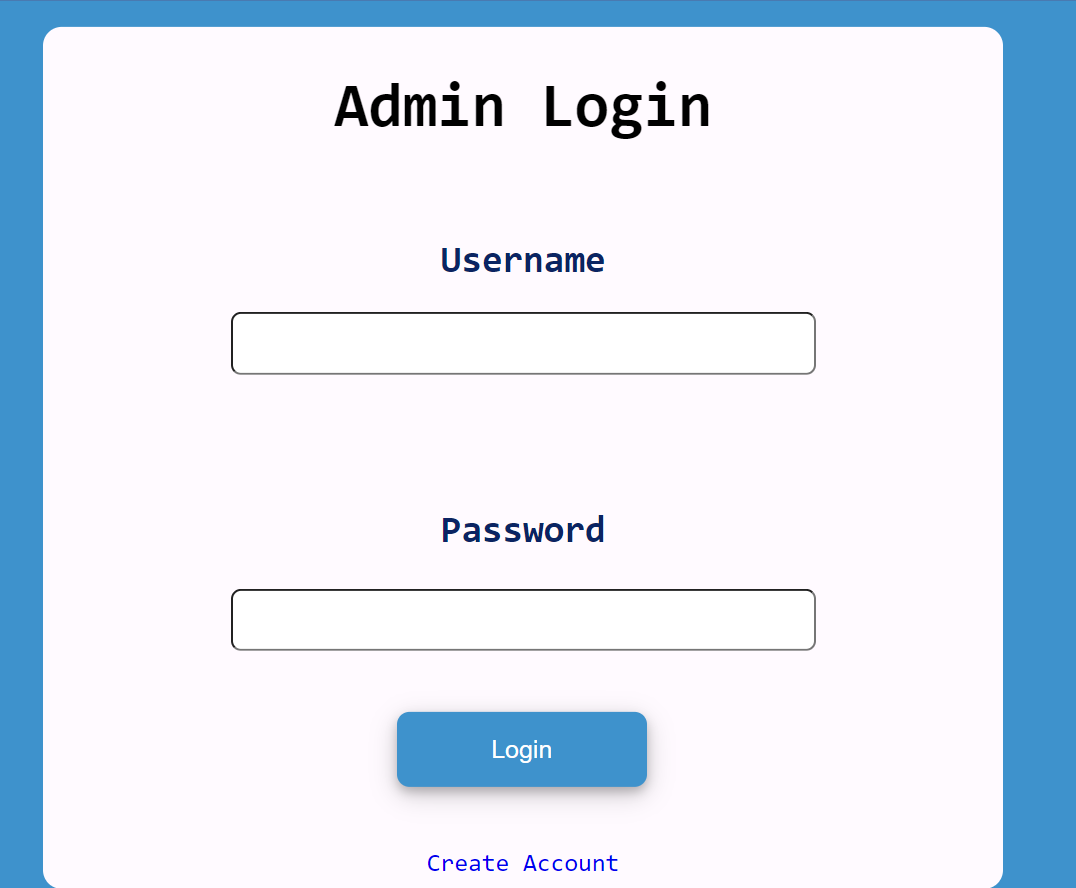 Admin Login
Username
Password
Login
Create Account